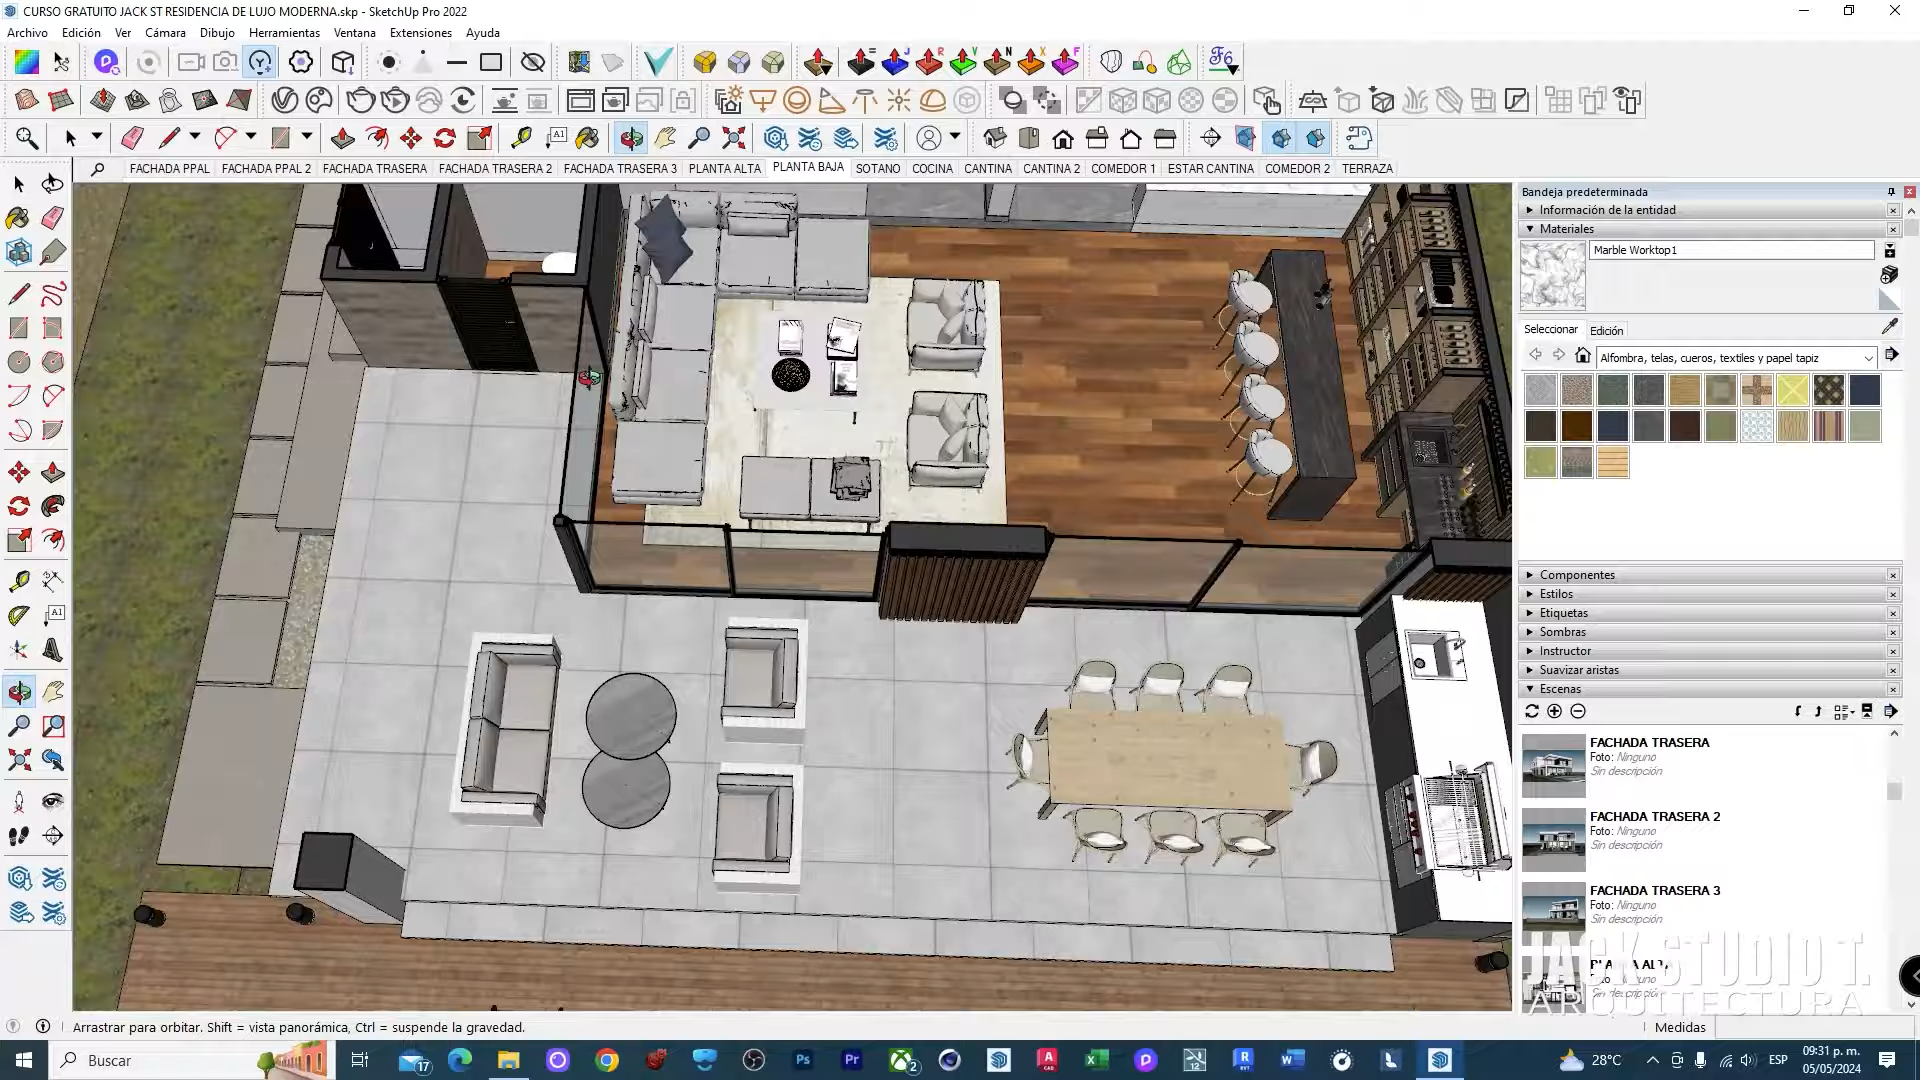 CURSO GRATUITO JACK ST RESIDENCIA DE LUJO MODERNA.skp - SketchUp Pro 2022
Archivo Edición Ver Cámara Dibujo Herramientas Ventana Extensiones Ayuda
FACHADA PPAL FACHADA PPAL 2 FACHADA TRASERA FACHADA TRASERA 2 FACHADA TRASERA 3 PLANTA ALTA PLANTA BAJA SOTANO COCINA CANTINA CANTINA 2 COMEDOR 1 ESTAR CANTINA COMEDOR 2 TERRAZA
Bandeja predeterminada
Información de la entidad
Materiales
Marble Worktop1
Seleccionar Edición
Alfombra, telas, cueros, textiles y papel tapiz
Componentes
Estilos
Etiquetas
Sombras
Instructor
Suavizar aristas
Escenas
FACHADA TRASERA
Foto: Ninguno
Sin descripción
FACHADA TRASERA 2
Foto: Ninguno
Sin descripción
FACHADA TRASERA 3
Foto: Ninguno
Sin descripción
JACK STUDIO T.
ARQUITECTURA
Arrastrar para orbitar. Shift = vista panorámica, Ctrl = suspende la gravedad.
Medidas
Buscar
17
2
28°C
ESP
09:31 p. m.
05/05/2024